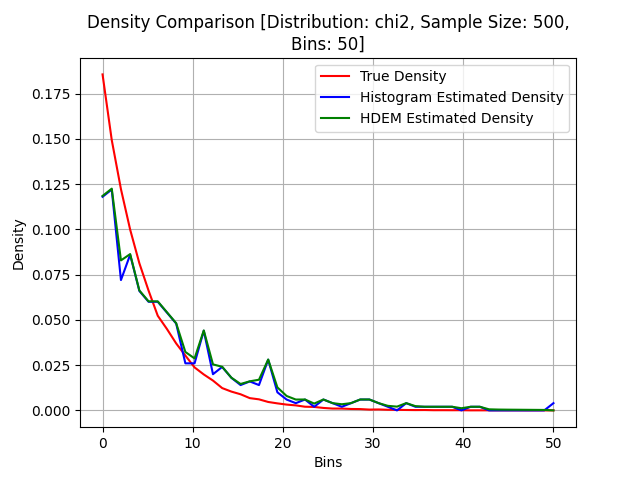 Density Comparison [Distribution: chi2, Sample Size: 500,
Bins: 50]
True Density
Histogram Estimated Density
HDEM Estimated Density
Density
0.175
0.150
0.125
0.100
0.075
0.050
0.025
0.000
0 10 20 30 40 50
Bins